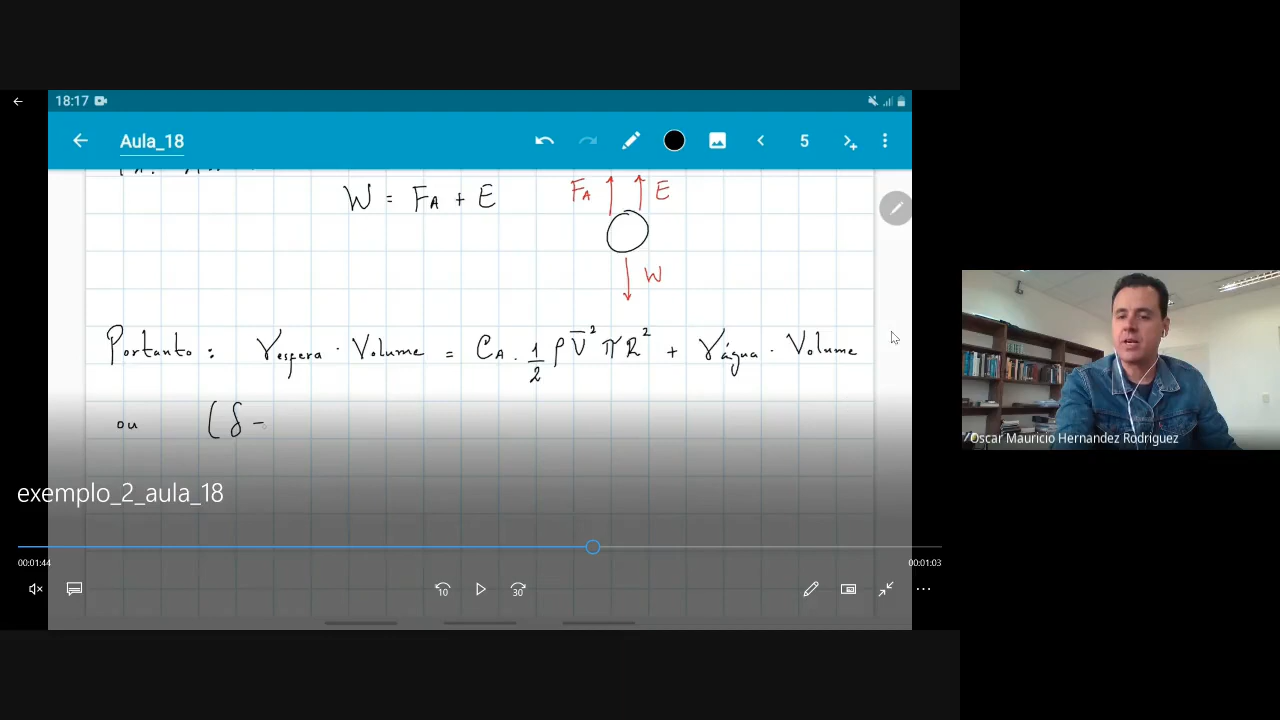 18:17
Aula_18
5
W = FA + E
FA E
W
Portanto : γesfera · Volume = CA · 1/2 ρ V̄² π R² + γágua · Volume
ou (δ -
Oscar Mauricio Hernandez Rodriguez
exemplo_2_aula_18
00:01:44
00:01:03
10
30